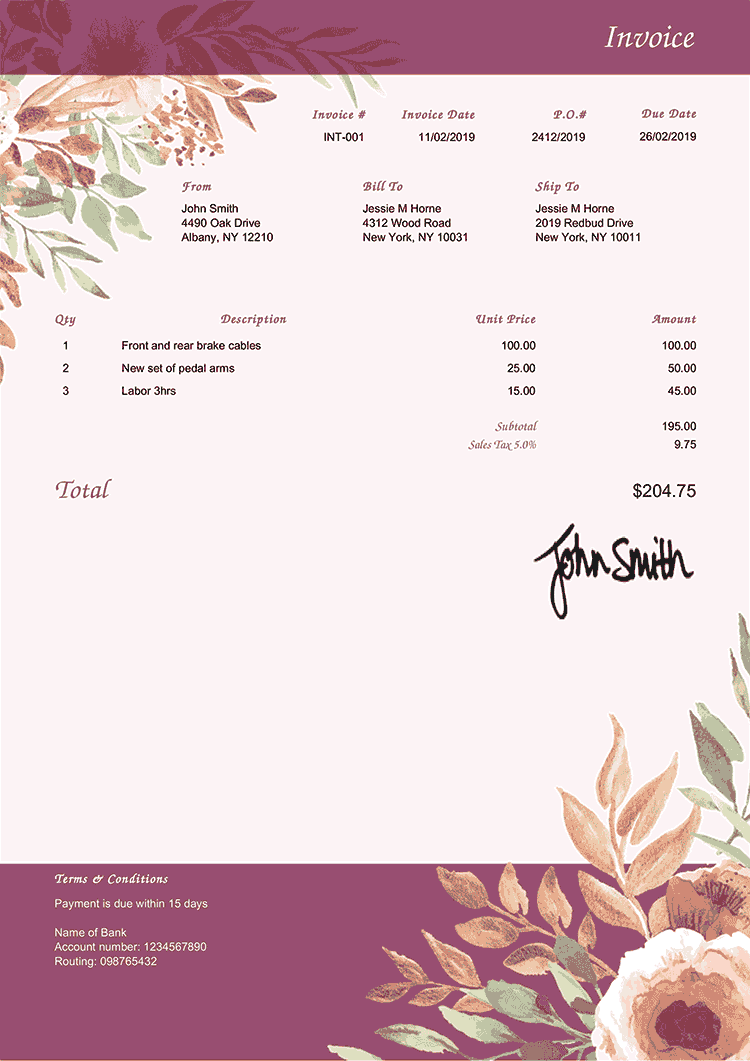 Invoice
Invoice # Invoice Date P.O.# Due Date
INT-001 11/02/2019 2412/2019 26/02/2019
From Bill To Ship To
John Smith Jessie M Horne Jessie M Horne
4490 Oak Drive 4312 Wood Road 2019 Redbud Drive
Albany, NY 12210 New York, NY 10031 New York, NY 10011
Qty Description Unit Price Amount
1 Front and rear brake cables 100.00 100.00
2 New set of pedal arms 25.00 50.00
3 Labor 3hrs 15.00 45.00
Subtotal 195.00
Sales Tax 5.0% 9.75
Total $204.75
John Smith
Terms & Conditions
Payment is due within 15 days
Name of Bank
Account number: 1234567890
Routing: 098765432